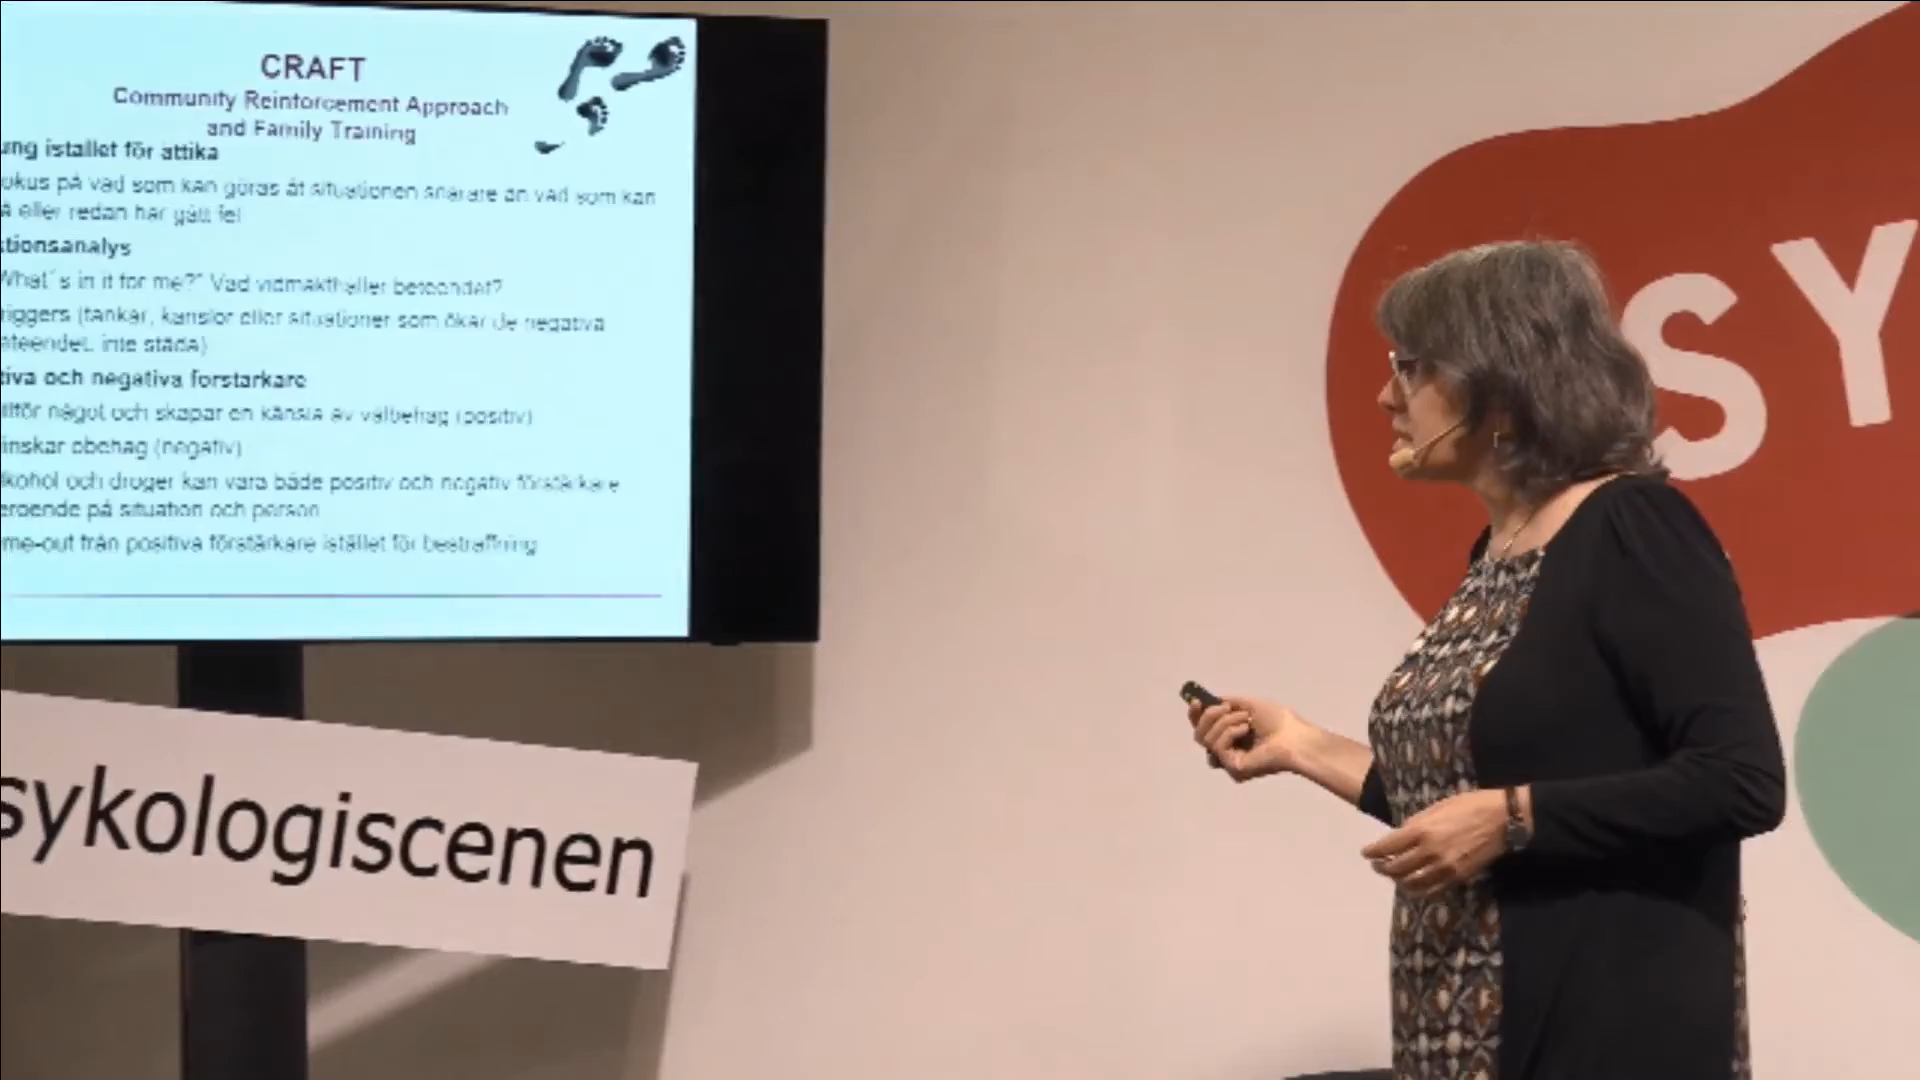 CRAFT
Community Reinforcement Approach
and Family Training
ung istallet för attika
okus på vad som kan göras åt situationen snarare än vad som kan
å eller redan har gått fel
ktionsanalys
What´s in it for me?" Vad vidmakthåller beteendet?
riggers (tankar, känslor eller situationer som ökar de negativa
eteendet, inte städa)
tiva och negativa förstärkare
illför något och skapar en känsla av välbehag (positiv)
inskar obehag (negativ)
lkohol och droger kan vara både positiv och negativ förstärkare
eroende på situation och person
me-out från positiva förstärkare istället för bestraffning
sykologiscenen
SY